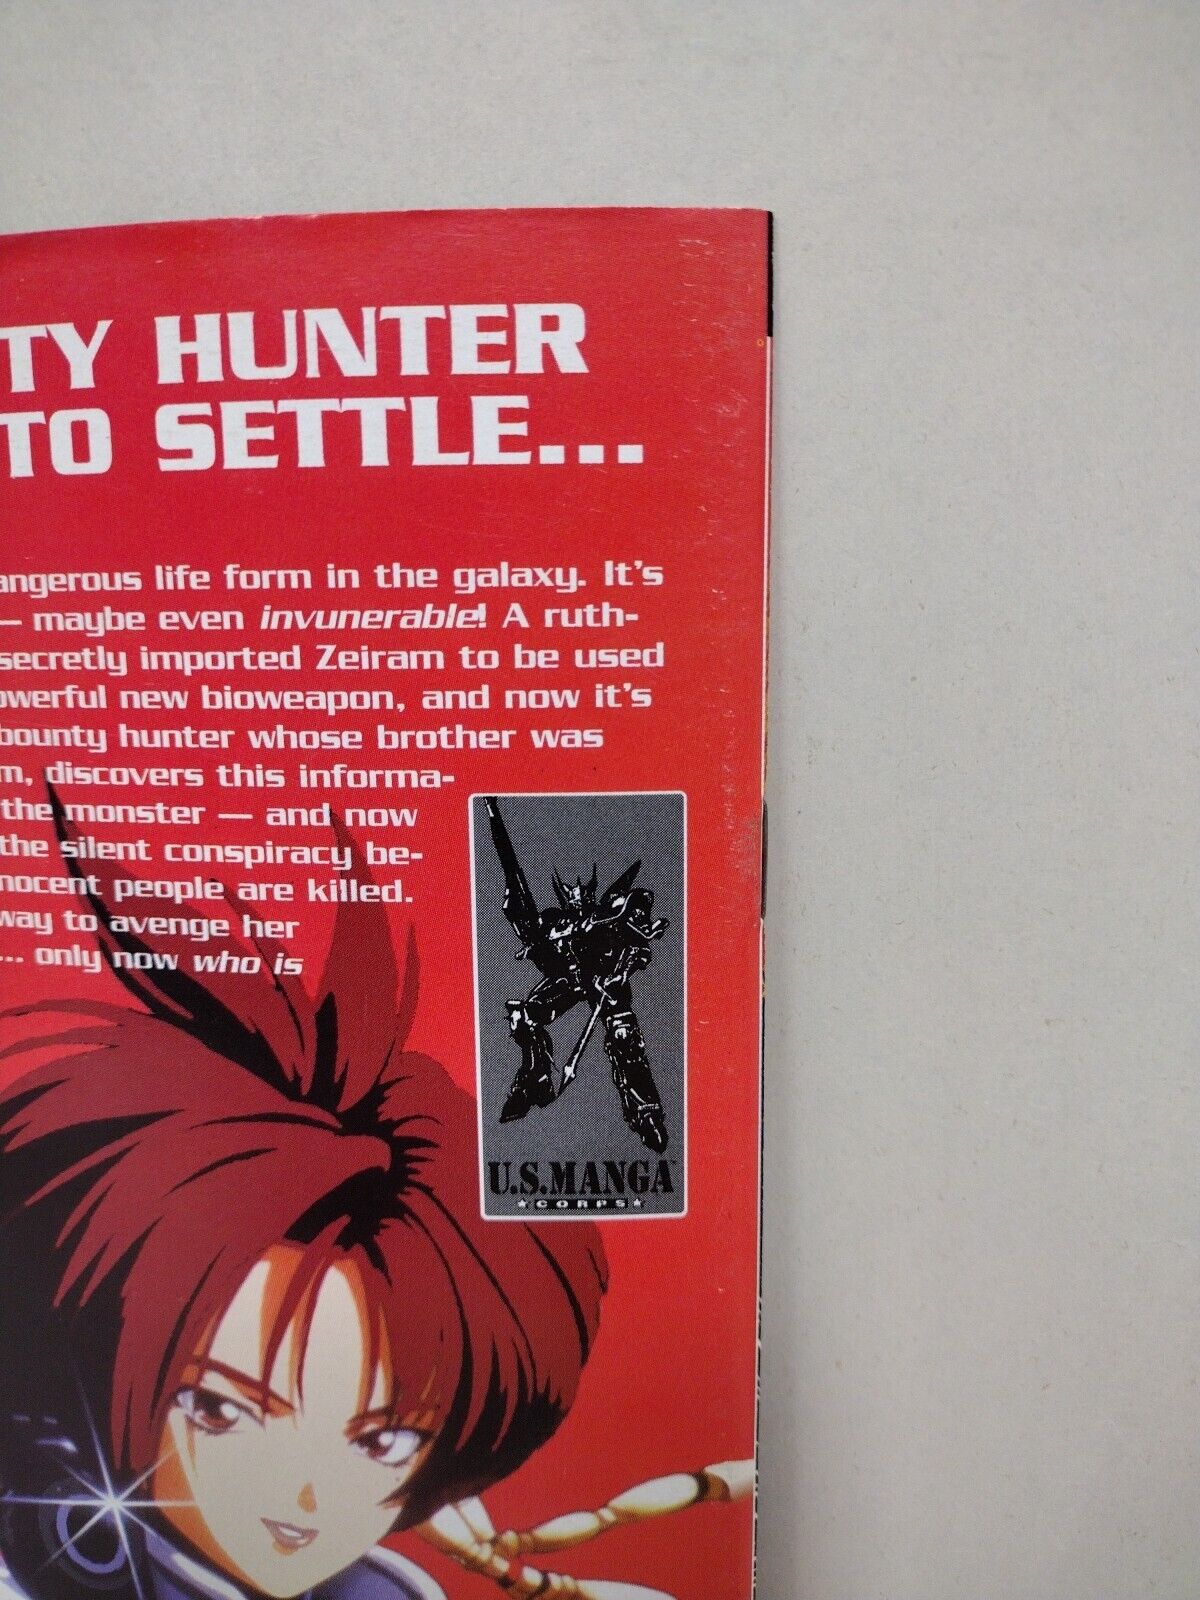 TY HUNTER
TO SETTLE...
angerous life form in the galaxy. It's
— maybe even invunerable! A ruth-
secretly imported Zeiram to be used
owerful new bioweapon, and now it's
bounty hunter whose brother was
m, discovers this informa-
the monster — and now
the silent conspiracy be-
nocent people are killed.
way to avenge her
... only now who is
U.S.MANGA™
★CORPS★